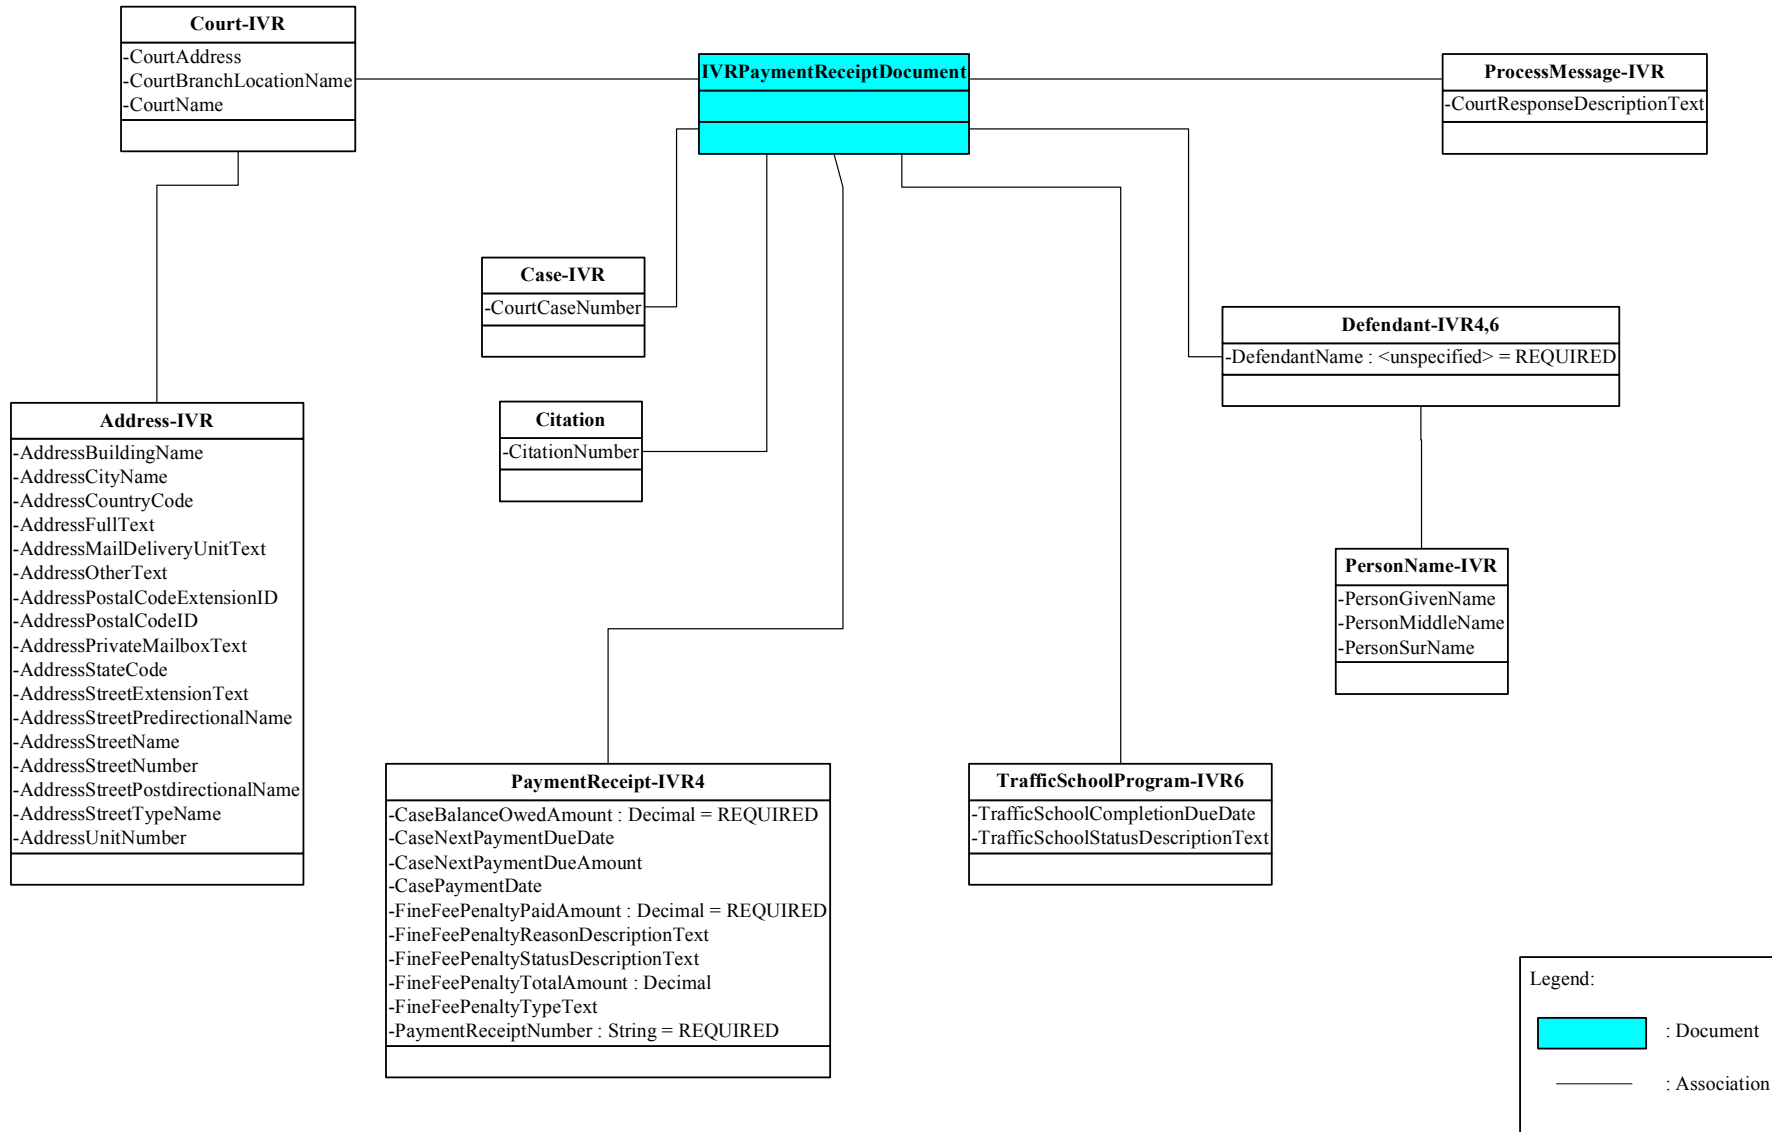 Court-IVR
-CourtAddress
-CourtBranchLocationName
-CourtName
IVRPaymentReceiptDocument
ProcessMessage-IVR
-CourtResponseDescriptionText
Case-IVR
-CourtCaseNumber
Defendant-IVR4,6
-DefendantName : <unspecified> = REQUIRED
Address-IVR
-AddressBuildingName
-AddressCityName
-AddressCountryCode
-AddressFullText
-AddressMailDeliveryUnitText
-AddressOtherText
-AddressPostalCodeExtensionID
-AddressPostalCodeID
-AddressPrivateMailboxText
-AddressStateCode
-AddressStreetExtensionText
-AddressStreetPredirectionalName
-AddressStreetName
-AddressStreetNumber
-AddressStreetPostdirectionalName
-AddressStreetTypeName
-AddressUnitNumber
Citation
-CitationNumber
PersonName-IVR
-PersonGivenName
-PersonMiddleName
-PersonSurName
PaymentReceipt-IVR4
-CaseBalanceOwedAmount : Decimal = REQUIRED
-CaseNextPaymentDueDate
-CaseNextPaymentDueAmount
-CasePaymentDate
-FineFeePenaltyPaidAmount : Decimal = REQUIRED
-FineFeePenaltyReasonDescriptionText
-FineFeePenaltyStatusDescriptionText
-FineFeePenaltyTotalAmount : Decimal
-FineFeePenaltyTypeText
-PaymentReceiptNumber : String = REQUIRED
TrafficSchoolProgram-IVR6
-TrafficSchoolCompletionDueDate
-TrafficSchoolStatusDescriptionText
Legend:
: Document
: Association